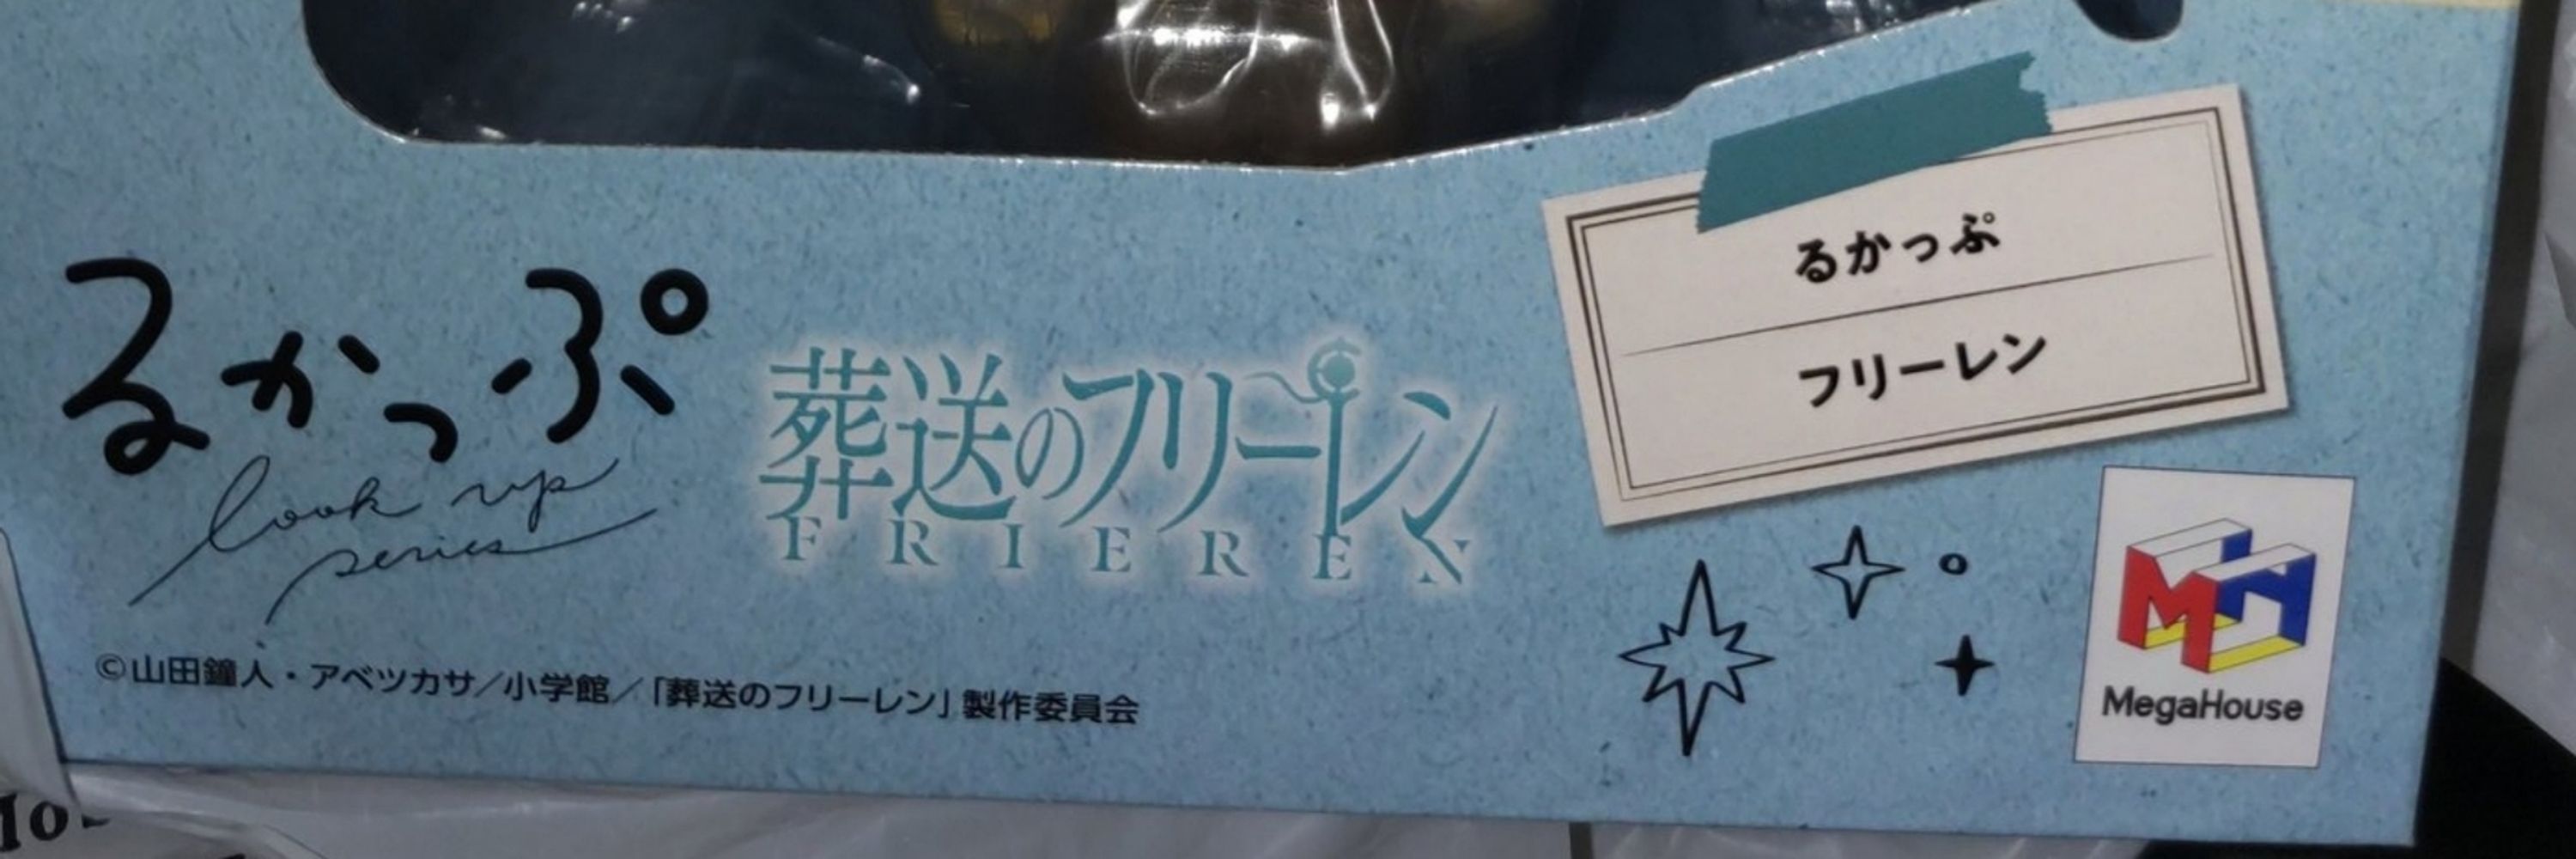 るかっぷ
look up
series
葬送のフリーレン
FRIEREN
るかっぷ
フリーレン
MegaHouse
©山田鐘人・アベツカサ／小学館／「葬送のフリーレン」製作委員会